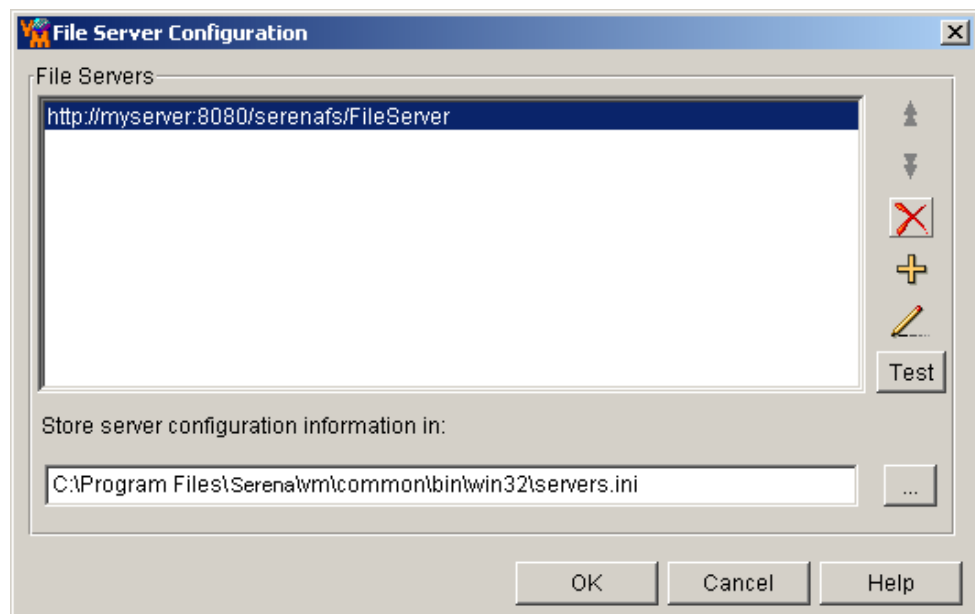 File Server Configuration
File Servers
http://myserver:8080/serenafs/FileServer
Test
Store server configuration information in:
C:\Program Files\Serena\vm\common\bin\win32\servers.ini
...
OK
Cancel
Help